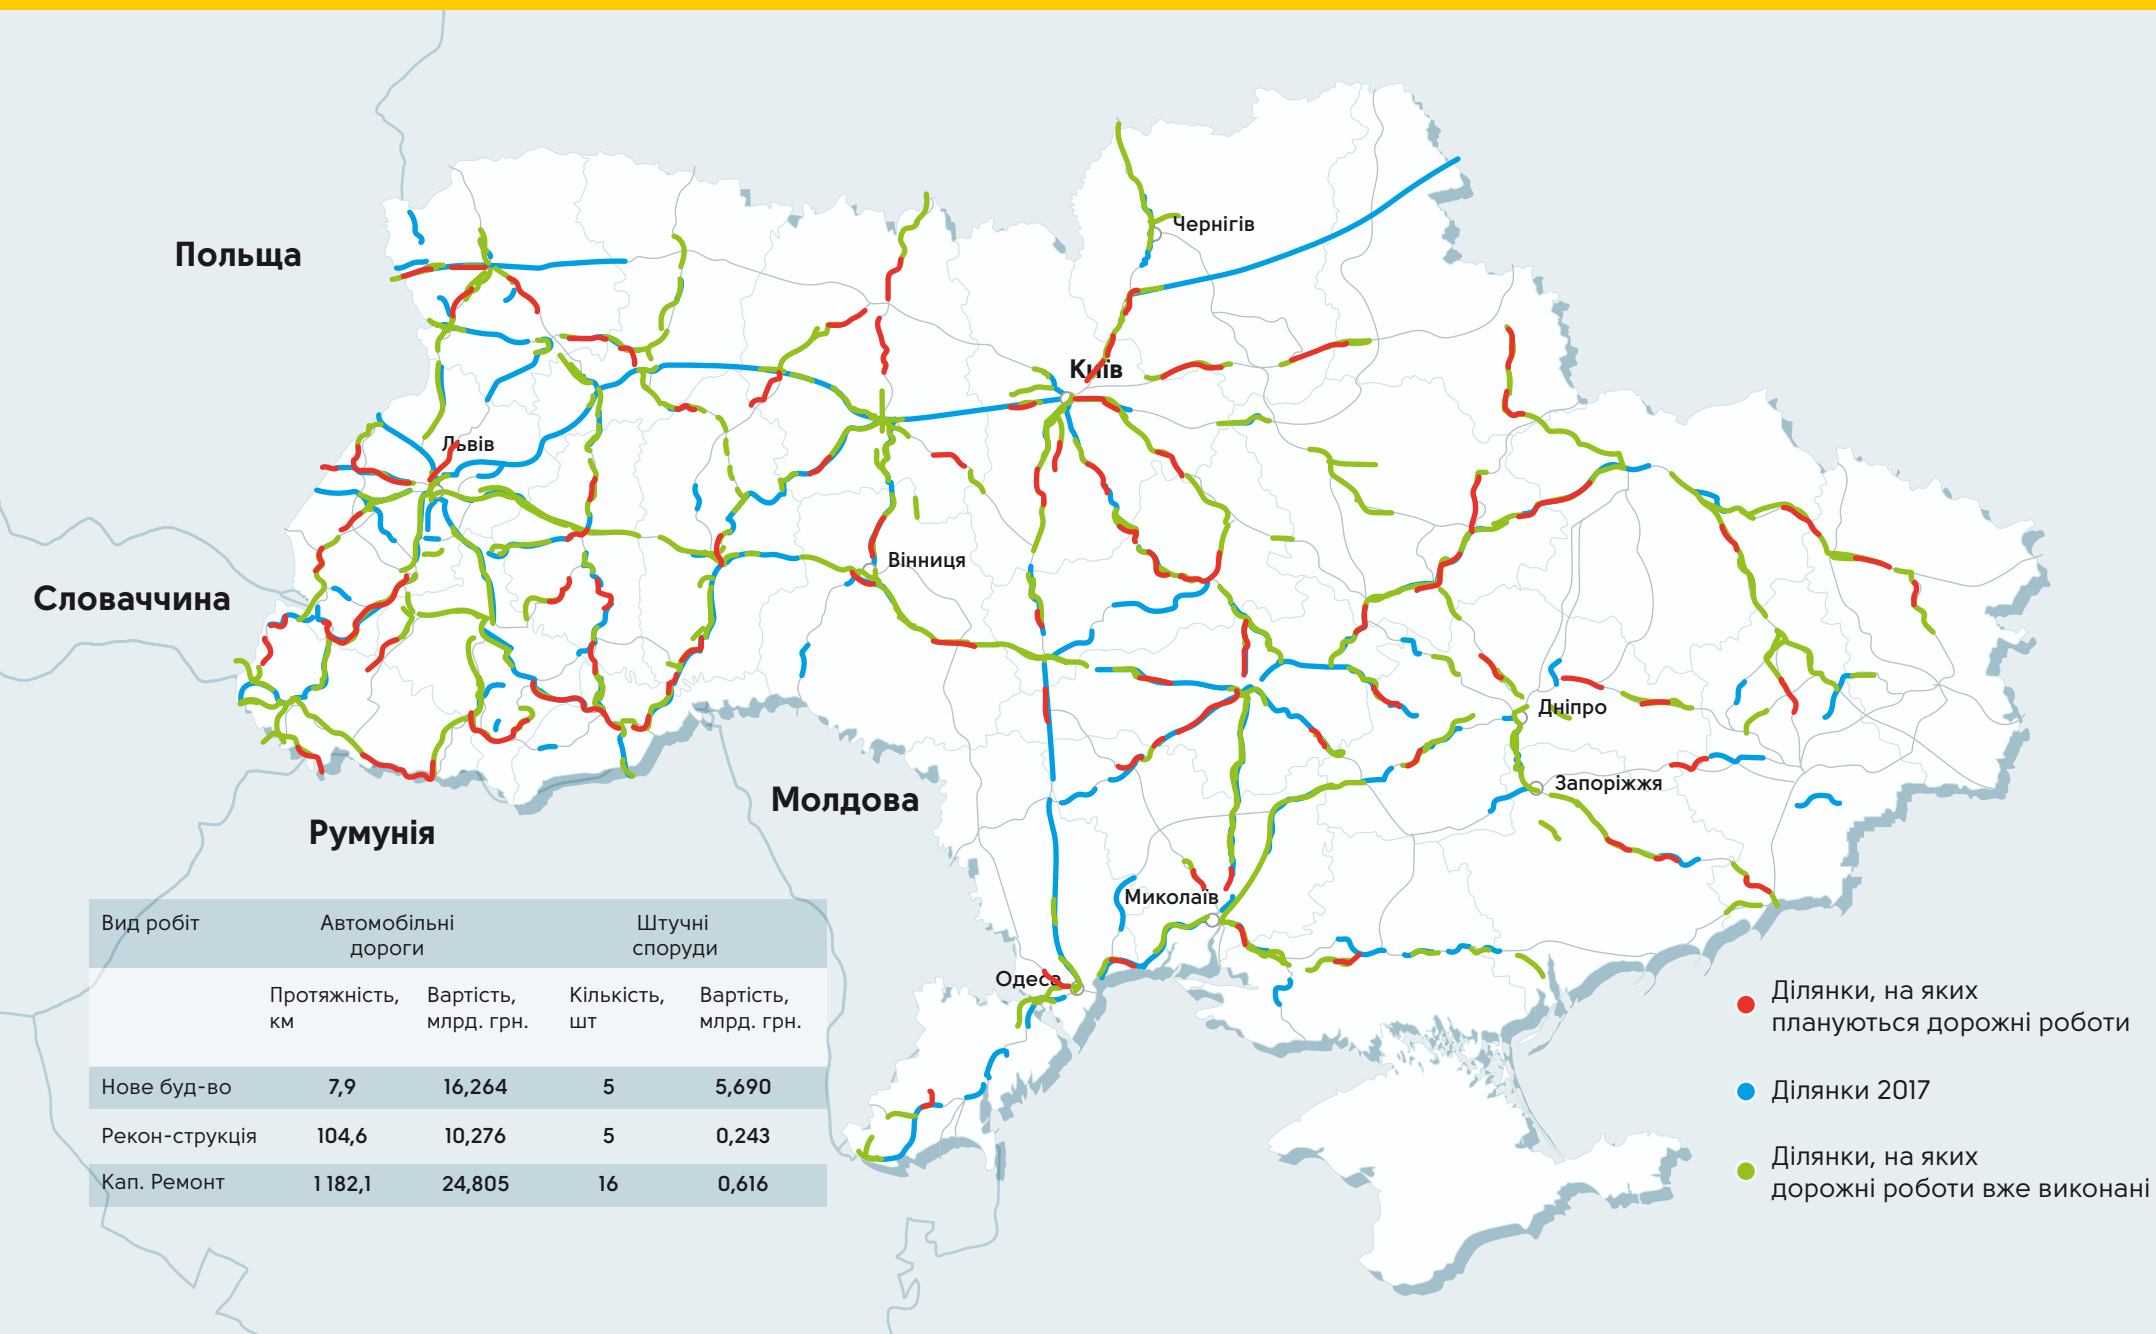 Чернігів
Польща
Київ
Львів
Вінниця
Словаччина
Дніпро
Запоріжжя
Молдова
Румунія
Миколаїв
Одеса
Вид робіт Автомобільні дороги Штучні споруди
Протяжність, км Вартість, млрд. грн. Кількість, шт Вартість, млрд. грн.
Нове буд-во 7,9 16,264 5 5,690
Рекон-струкція 104,6 10,276 5 0,243
Кап. Ремонт 1 182,1 24,805 16 0,616
Ділянки, на яких
плануються дорожні роботи
Ділянки 2017
Ділянки, на яких
дорожні роботи вже виконані